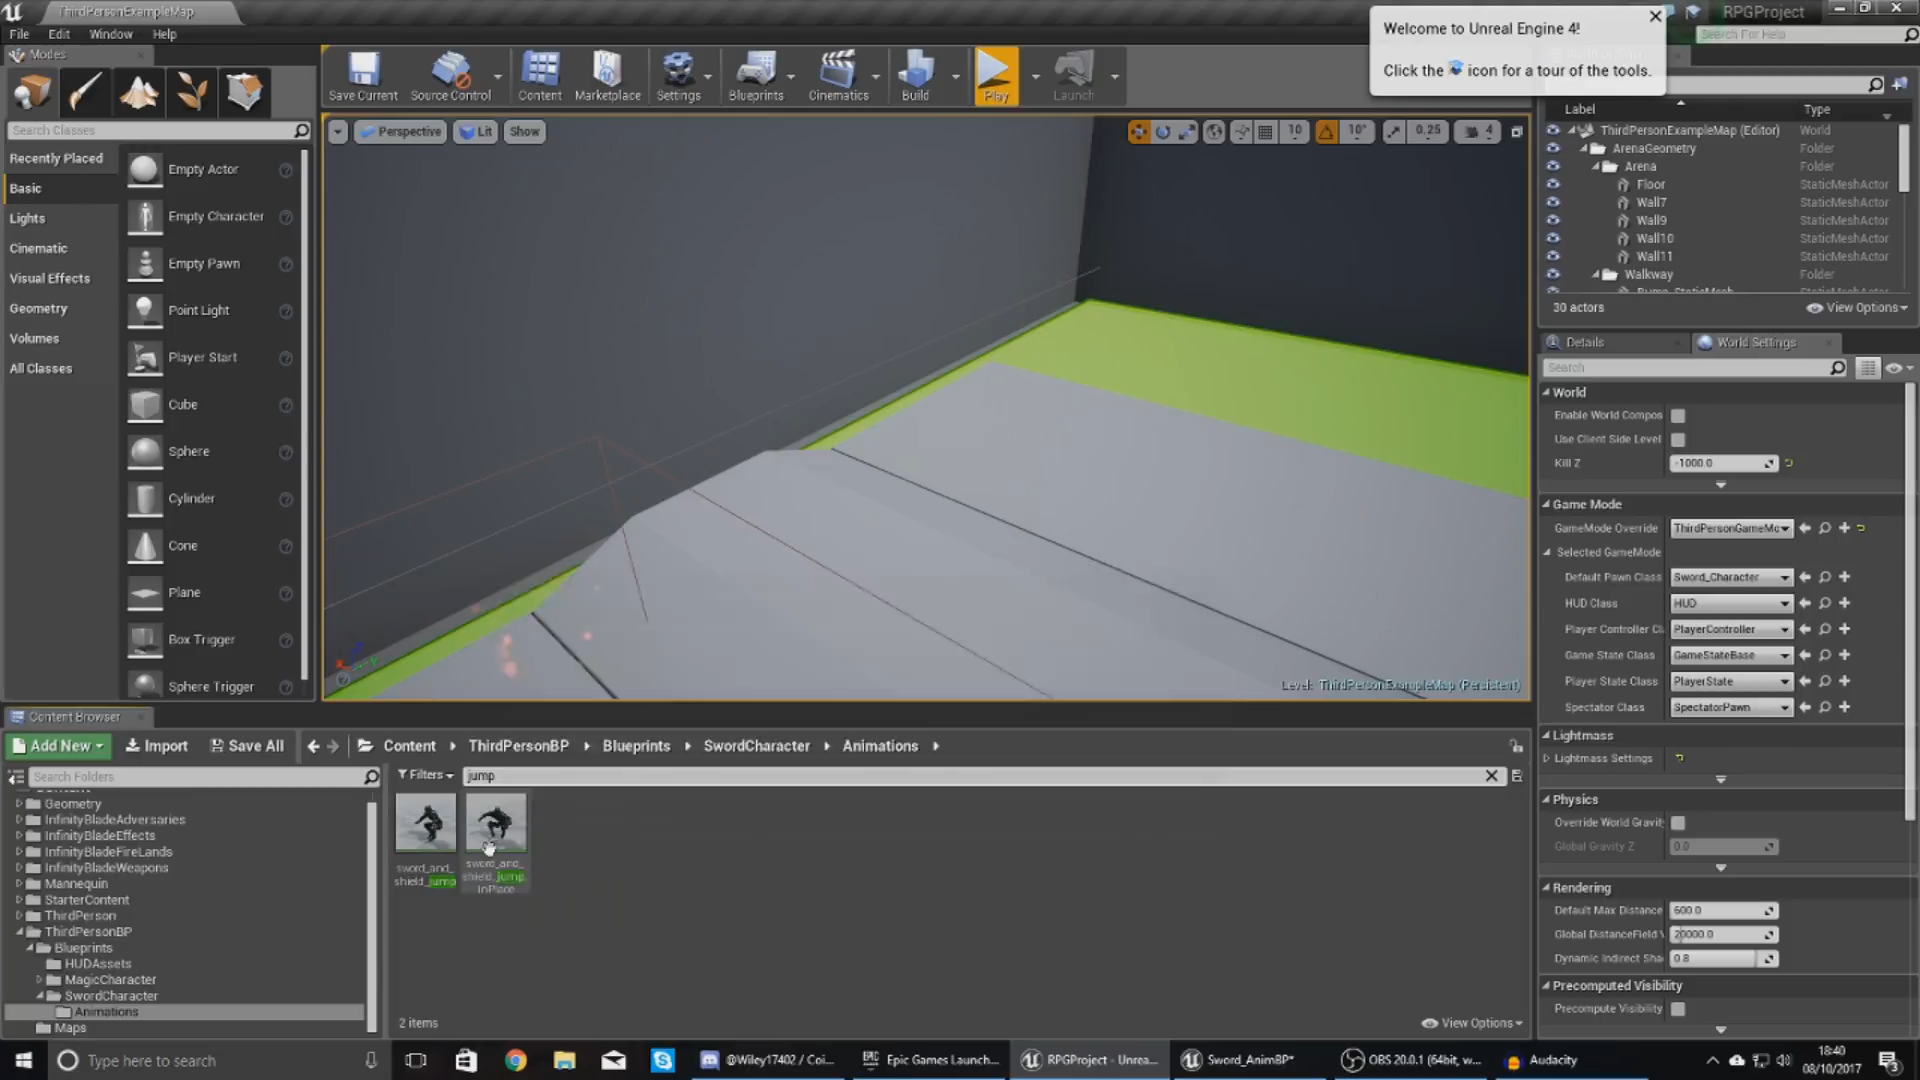 ThirdPersonExampleMap
RPGProject
File Edit Window Help
Search For Help
Welcome to Unreal Engine 4!
Click the icon for a tour of the tools.
Modes
Search Classes
Recently Placed
Basic
Lights
Cinematic
Visual Effects
Geometry
Volumes
All Classes
Empty Actor
Empty Character
Empty Pawn
Point Light
Player Start
Cube
Sphere
Cylinder
Cone
Plane
Box Trigger
Sphere Trigger
Save Current
Source Control
Content
Marketplace
Settings
Blueprints
Cinematics
Build
Play
Launch
Perspective
Lit
Show
10
10°
0.25
4
Level: ThirdPersonExampleMap (Persistent)
Label Type
ThirdPersonExampleMap (Editor) World
ArenaGeometry Folder
Arena Folder
Floor StaticMeshActor
Wall7 StaticMeshActor
Wall9 StaticMeshActor
Wall10 StaticMeshActor
Wall11 StaticMeshActor
Walkway Folder
Bump_StaticMesh StaticMeshActor
30 actors
View Options
Details
World Settings
Search
World
Enable World Compos
Use Client Side Level
Kill Z -1000.0
Game Mode
GameMode Override ThirdPersonGameMc
Selected GameMode
Default Pawn Class Sword_Character
HUD Class HUD
Player Controller Cl PlayerController
Game State Class GameStateBase
Player State Class PlayerState
Spectator Class SpectatorPawn
Lightmass
Lightmass Settings
Physics
Override World Gravit
Global Gravity Z 0.0
Rendering
Default Max Distance 600.0
Global DistanceField V 20000.0
Dynamic Indirect Sha 0.8
Precomputed Visibility
Precompute Visibility
Content Browser
Add New
Import
Save All
Content
ThirdPersonBP
Blueprints
SwordCharacter
Animations
Search Folders
Filters
jump
Geometry
InfinityBladeAdversaries
InfinityBladeEffects
InfinityBladeFireLands
InfinityBladeWeapons
Mannequin
StarterContent
ThirdPerson
ThirdPersonBP
Blueprints
HUDAssets
MagicCharacter
SwordCharacter
Animations
Maps
sword_and_
shield_jump
sword_and_
shield_jump_
InPlace
2 items
View Options
Type here to search
@Wiley17402 / Coi...
Epic Games Launch...
RPGProject - Unrea...
Sword_AnimBP*
OBS 20.0.1 (64bit, w...
Audacity
18:40
08/10/2017
3